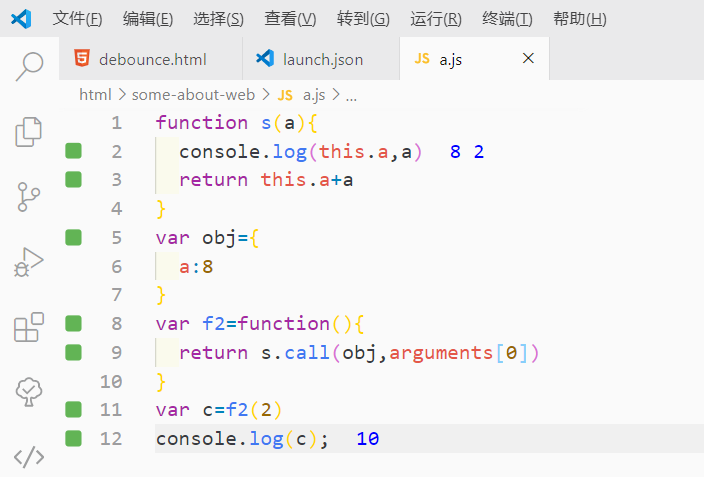 文件(F) 编辑(E) 选择(S) 查看(V) 转到(G) 运行(R) 终端(T) 帮助(H)
debounce.html launch.json JS a.js
html > some-about-web > JS a.js > ...
1 function s(a){
2 console.log(this.a,a) 8 2
3 return this.a+a
4 }
5 var obj={
6 a:8
7 }
8 var f2=function(){
9 return s.call(obj,arguments[0])
10 }
11 var c=f2(2)
12 console.log(c); 10